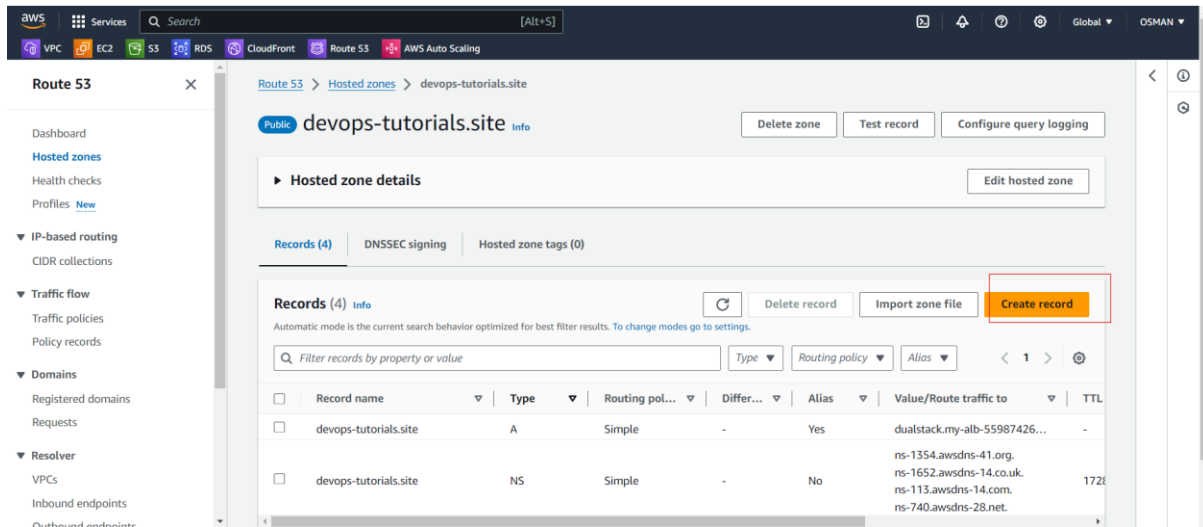 aws Services Search [Alt+S] Global ▼ OSMAN ▼
VPC EC2 S3 RDS CloudFront Route 53 AWS Auto Scaling
Route 53
Dashboard
Hosted zones
Health checks
Profiles New
IP-based routing
CIDR collections
Traffic flow
Traffic policies
Policy records
Domains
Registered domains
Requests
Resolver
VPCs
Inbound endpoints
Outbound endpoints
Route 53 > Hosted zones > devops-tutorials.site
Public devops-tutorials.site Info Delete zone Test record Configure query logging
Hosted zone details Edit hosted zone
Records (4) DNSSEC signing Hosted zone tags (0)
Records (4) Info Delete record Import zone file Create record
Automatic mode is the current search behavior optimized for best filter results. To change modes go to settings.
Filter records by property or value Type Routing policy Alias < 1 >
Record name Type Routing pol... Differ... Alias Value/Route traffic to TTL
devops-tutorials.site A Simple - Yes dualstack.my-alb-55987426... -
devops-tutorials.site NS Simple - No ns-1354.awsdns-41.org. 1728
ns-1652.awsdns-14.co.uk.
ns-113.awsdns-14.com.
ns-740.awsdns-28.net.